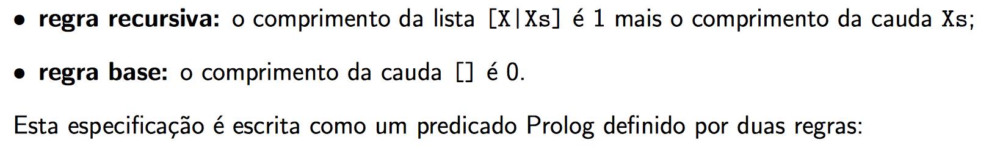 • regra recursiva: o comprimento da lista [X|Xs] é 1 mais o comprimento da cauda Xs;
• regra base: o comprimento da cauda [] é 0.
Esta especificação é escrita como um predicado Prolog definido por duas regras: